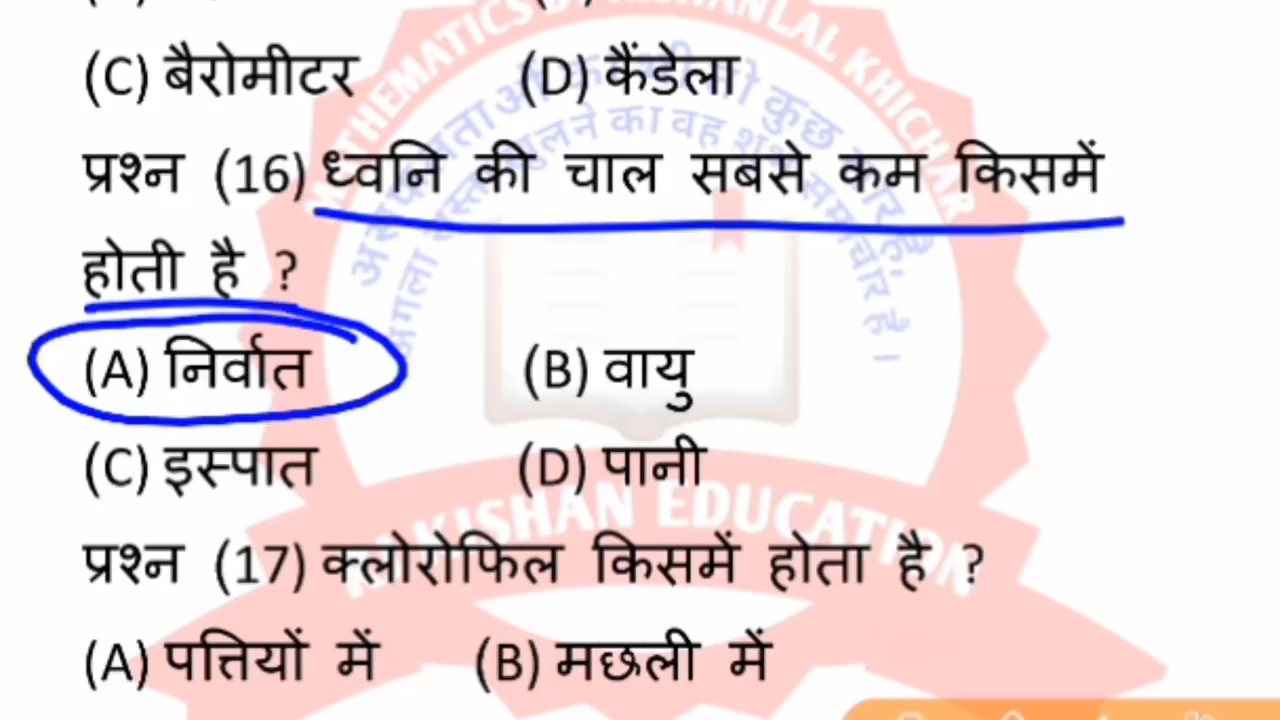 (C) बैरोमीटर (D) कैंडेला
प्रश्न (16) ध्वनि की चाल सबसे कम किसमें
होती है ?
(A) निर्वात (B) वायु
(C) इस्पात (D) पानी
प्रश्न (17) क्लोरोफिल किसमें होता है ?
(A) पत्तियों में (B) मछली में